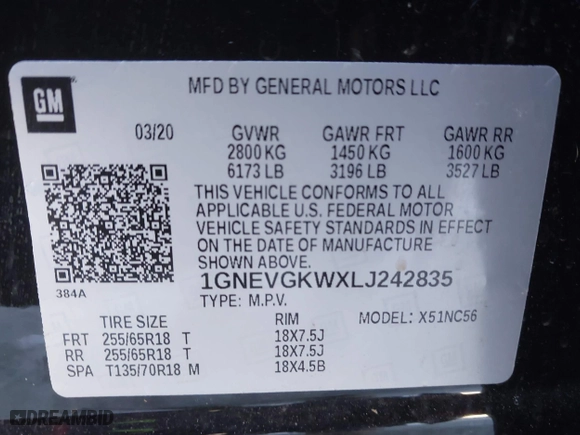 GM
MFD BY GENERAL MOTORS LLC
03/20 GVWR GAWR FRT GAWR RR
2800 KG 1450 KG 1600 KG
6173 LB 3196 LB 3527 LB
THIS VEHICLE CONFORMS TO ALL
APPLICABLE U.S. FEDERAL MOTOR
VEHICLE SAFETY STANDARDS IN EFFECT
ON THE DATE OF MANUFACTURE
SHOWN ABOVE.
384A
1GNEVGKWXLJ242835
TYPE: M.P.V.
TIRE SIZE RIM MODEL: X51NC56
FRT 255/65R18 T 18X7.5J
RR 255/65R18 T 18X7.5J
SPA T135/70R18 M 18X4.5B
DREAMBID